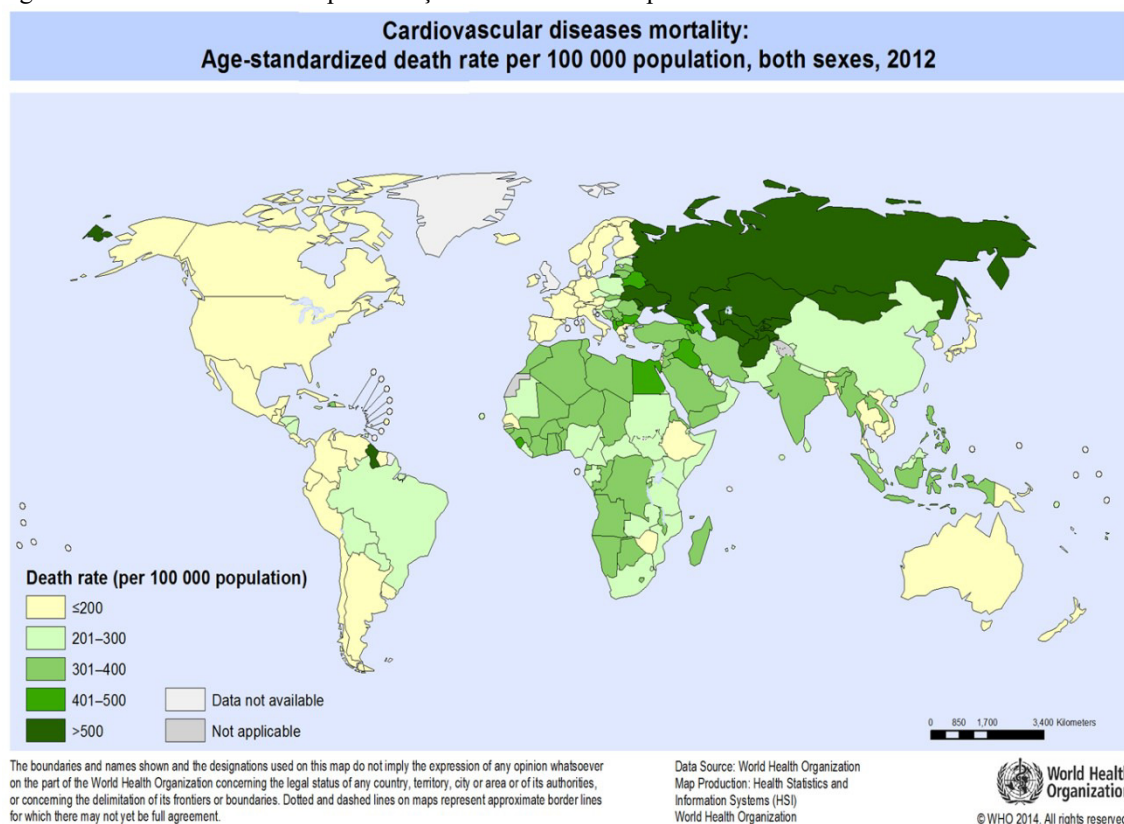 Cardiovascular diseases mortality:
Age-standardized death rate per 100 000 population, both sexes, 2012
Death rate (per 100 000 population)
≤200
201–300
301–400
401–500
>500
Data not available
Not applicable
0 850 1,700 3,400 Kilometers
The boundaries and names shown and the designations used on this map do not imply the expression of any opinion whatsoever
on the part of the World Health Organization concerning the legal status of any country, territory, city or area or of its authorities,
or concerning the delimitation of its frontiers or boundaries. Dotted and dashed lines on maps represent approximate border lines
for which there may not yet be full agreement.
Data Source: World Health Organization
Map Production: Health Statistics and
Information Systems (HSI)
World Health Organization
World Health
Organization
© WHO 2014. All rights reserved